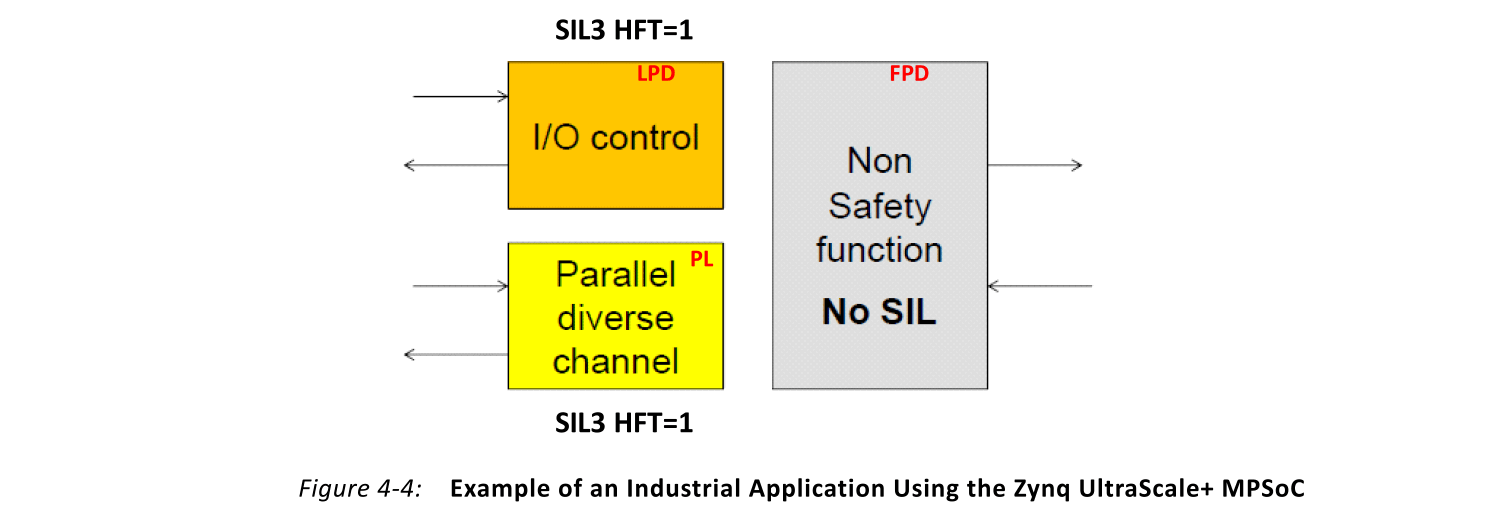 SIL3 HFT=1
LPD
I/O control
PL
Parallel
diverse
channel
SIL3 HFT=1
FPD
Non
Safety
function
No SIL
Figure 4-4: Example of an Industrial Application Using the Zynq UltraScale+ MPSoC